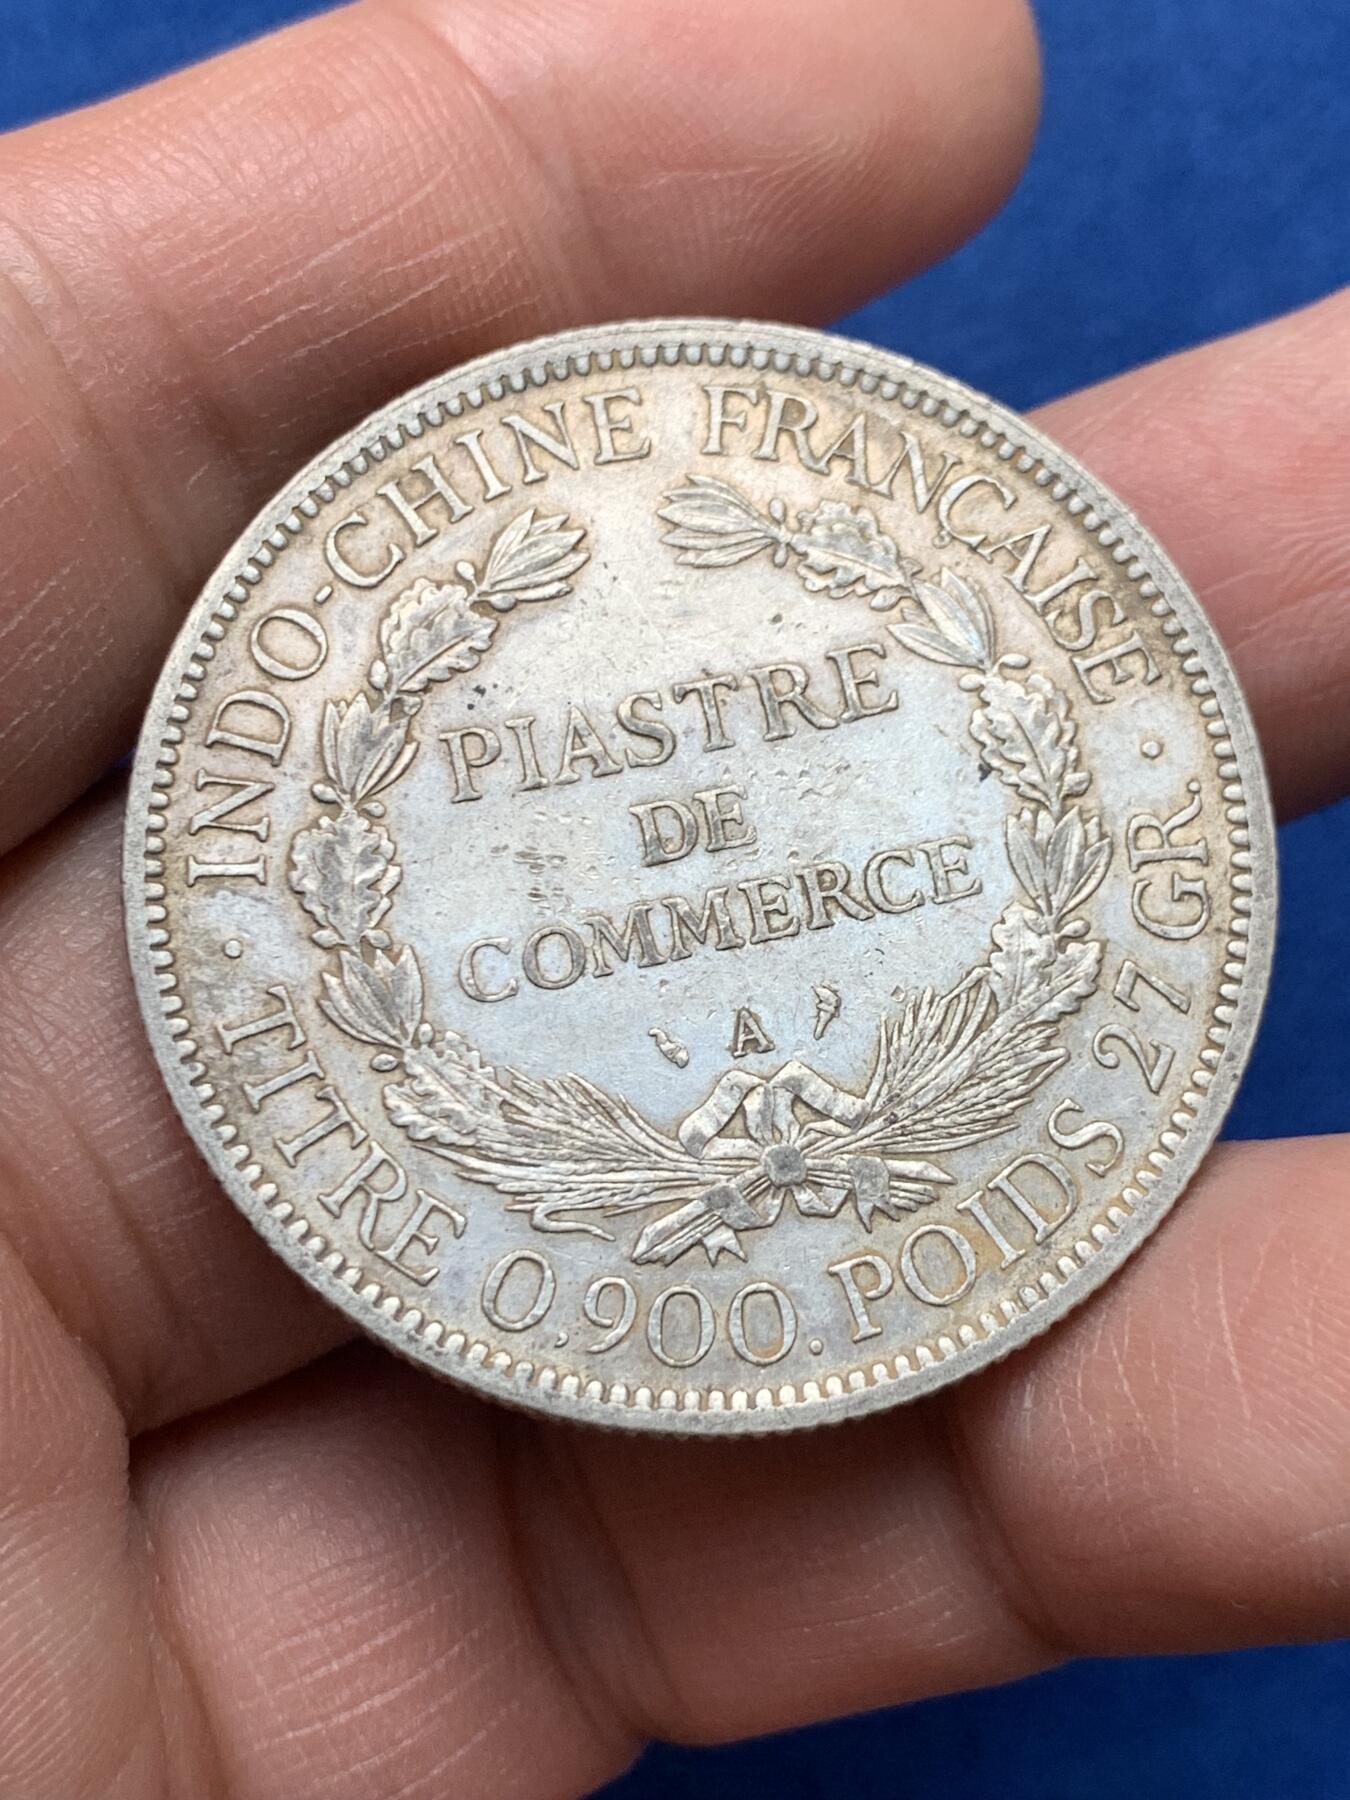 INDO-CHINE FRANÇAISE
PIASTRE
DE
COMMERCE
A
TITRE 0,900. POIDS 27 GR.